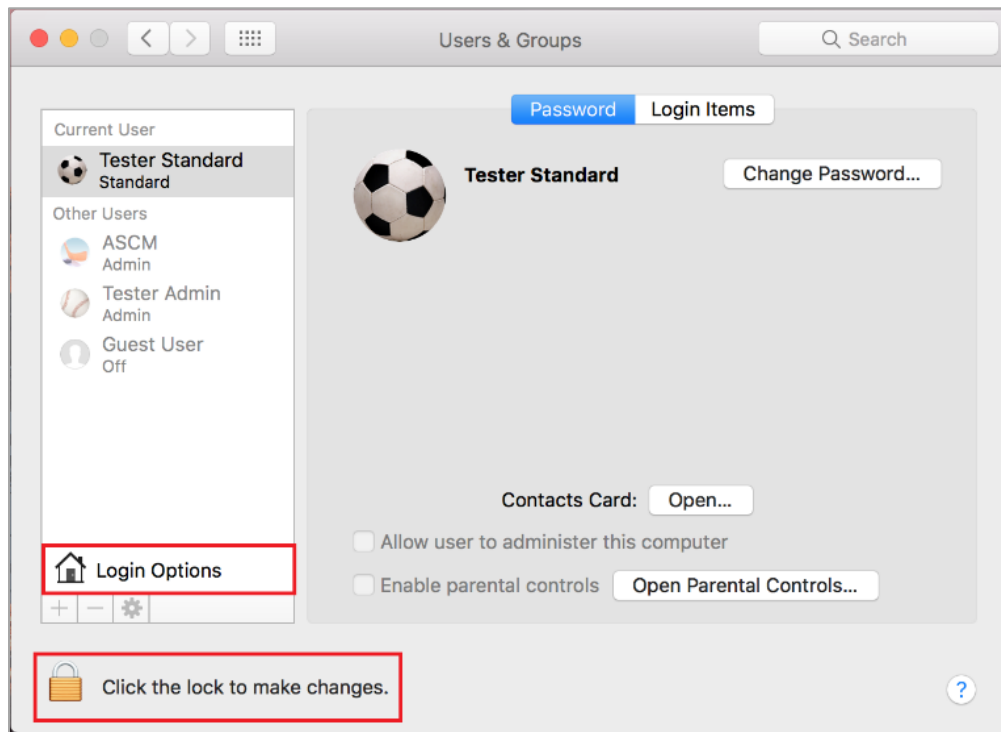 Users & Groups
Search
Password
Login Items
Current User
Tester Standard
Standard
Other Users
ASCM
Admin
Tester Admin
Admin
Guest User
Off
Login Options
Tester Standard
Change Password...
Contacts Card:
Open...
Allow user to administer this computer
Enable parental controls
Open Parental Controls...
Click the lock to make changes.
?